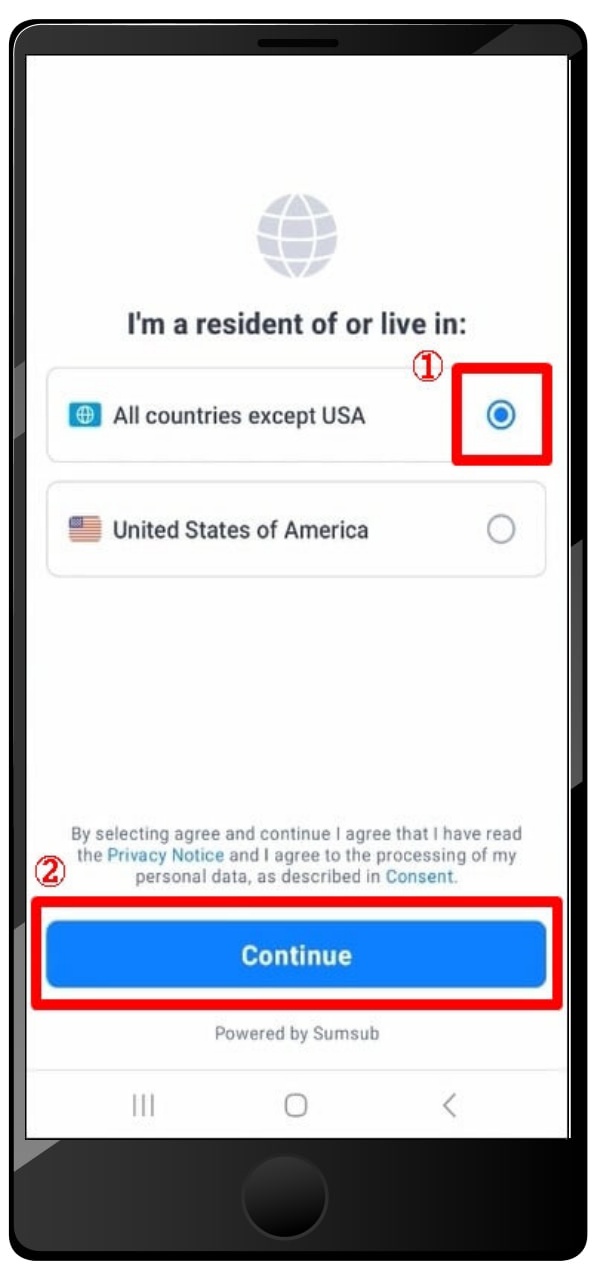 I'm a resident of or live in:
①
All countries except USA
United States of America
By selecting agree and continue I agree that I have read
the Privacy Notice and I agree to the processing of my
personal data, as described in Consent.
②
Continue
Powered by Sumsub